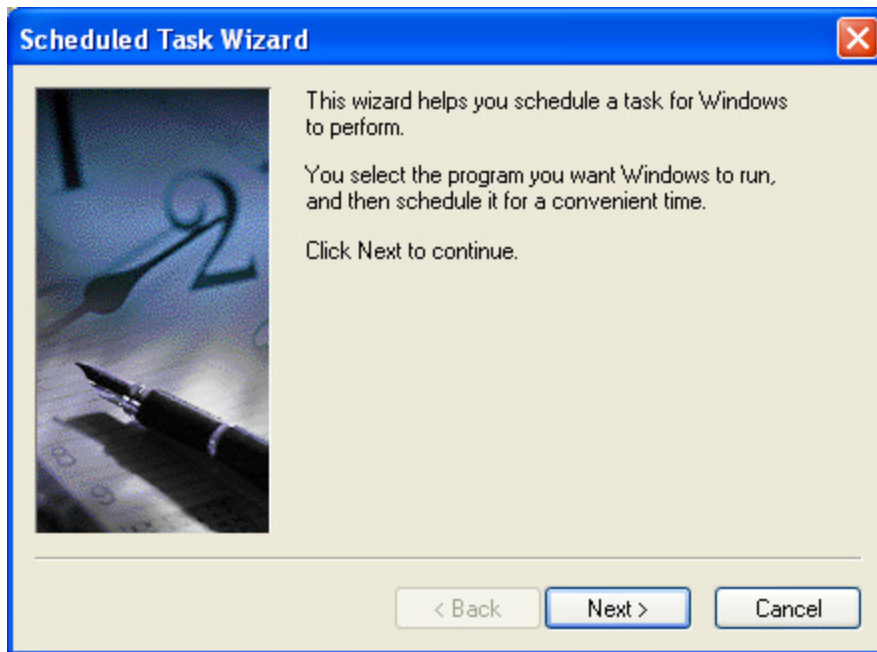 Scheduled Task Wizard
This wizard helps you schedule a task for Windows
to perform.
You select the program you want Windows to run,
and then schedule it for a convenient time.
Click Next to continue.
2
< Back
Next >
Cancel